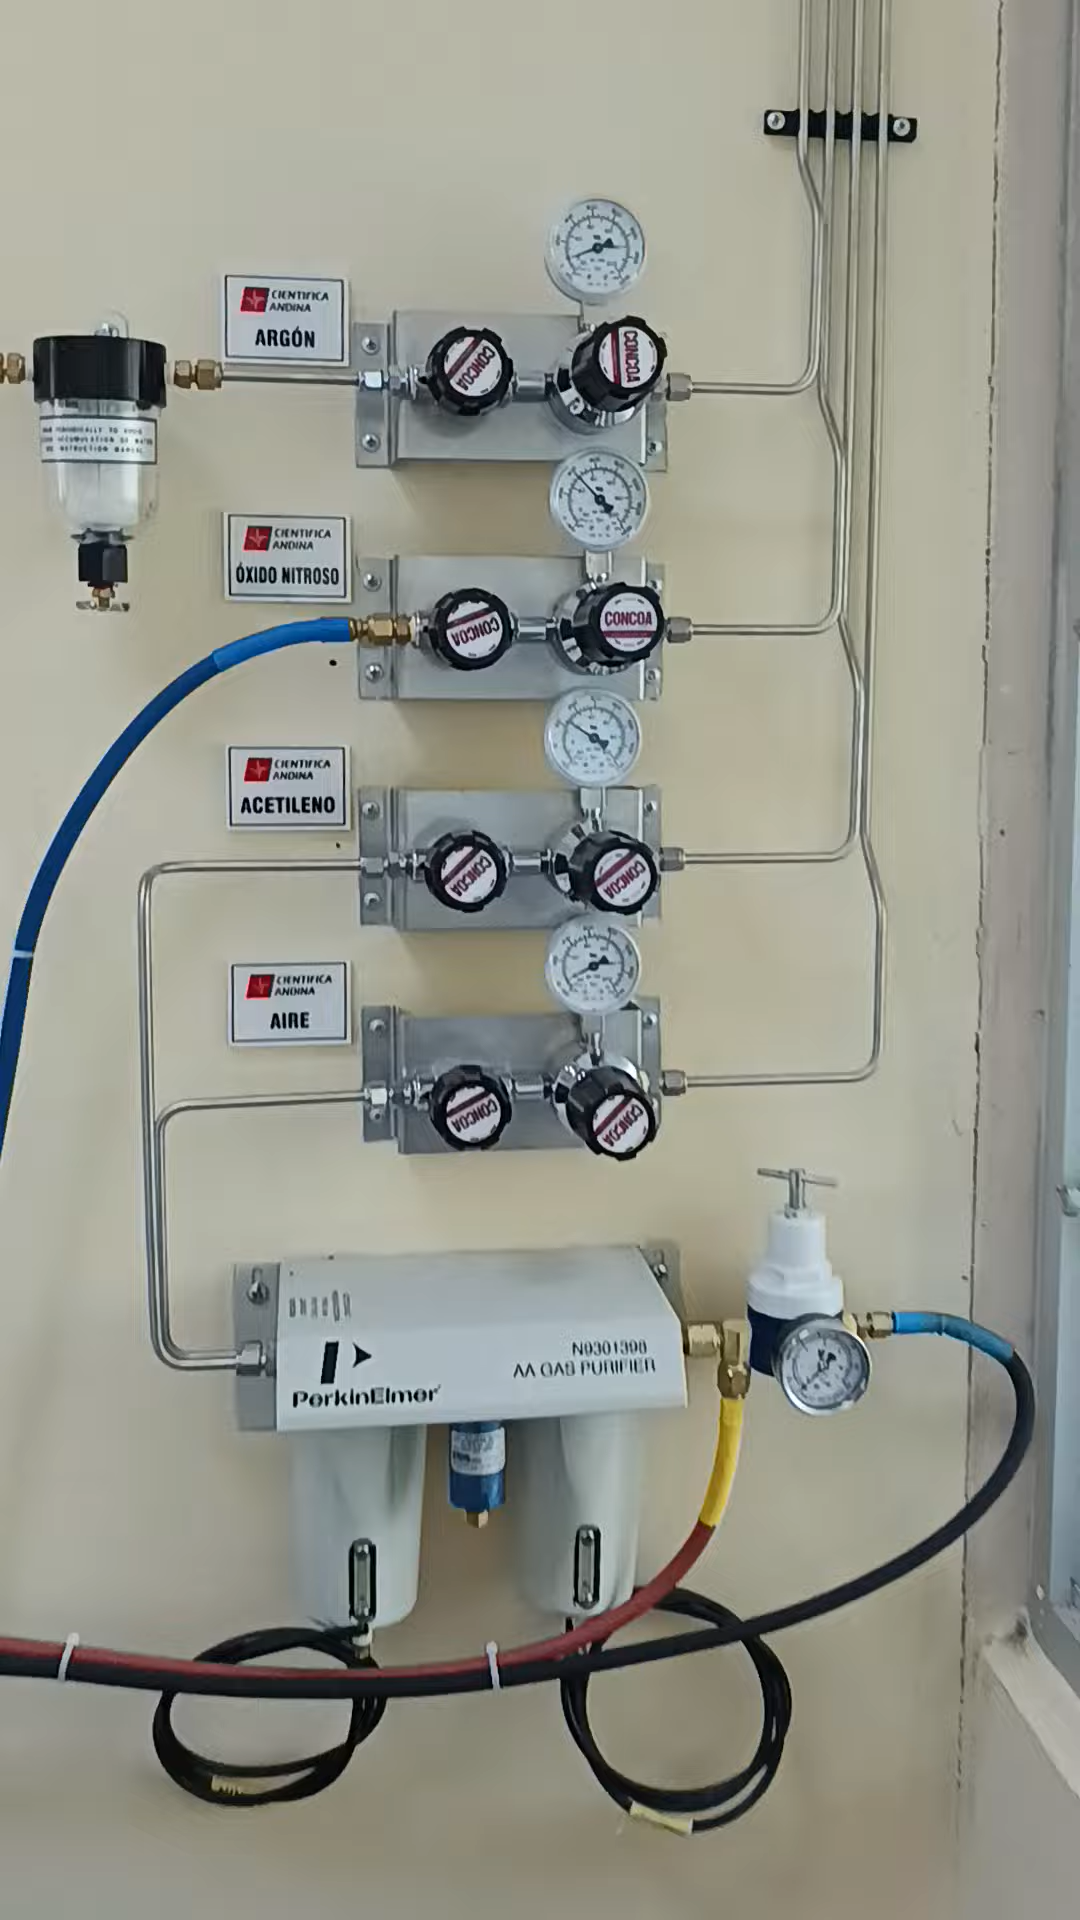 CIENTIFICA
ANDINA
ARGÓN
CONCOA
CONCOA
CIENTIFICA
ANDINA
ÓXIDO NITROSO
CONCOA
CONCOA
CIENTIFICA
ANDINA
ACETILENO
CONCOA
CONCOA
CIENTIFICA
ANDINA
AIRE
CONCOA
CONCOA
N9301398
AA GAS PURIFIER
PerkinElmer